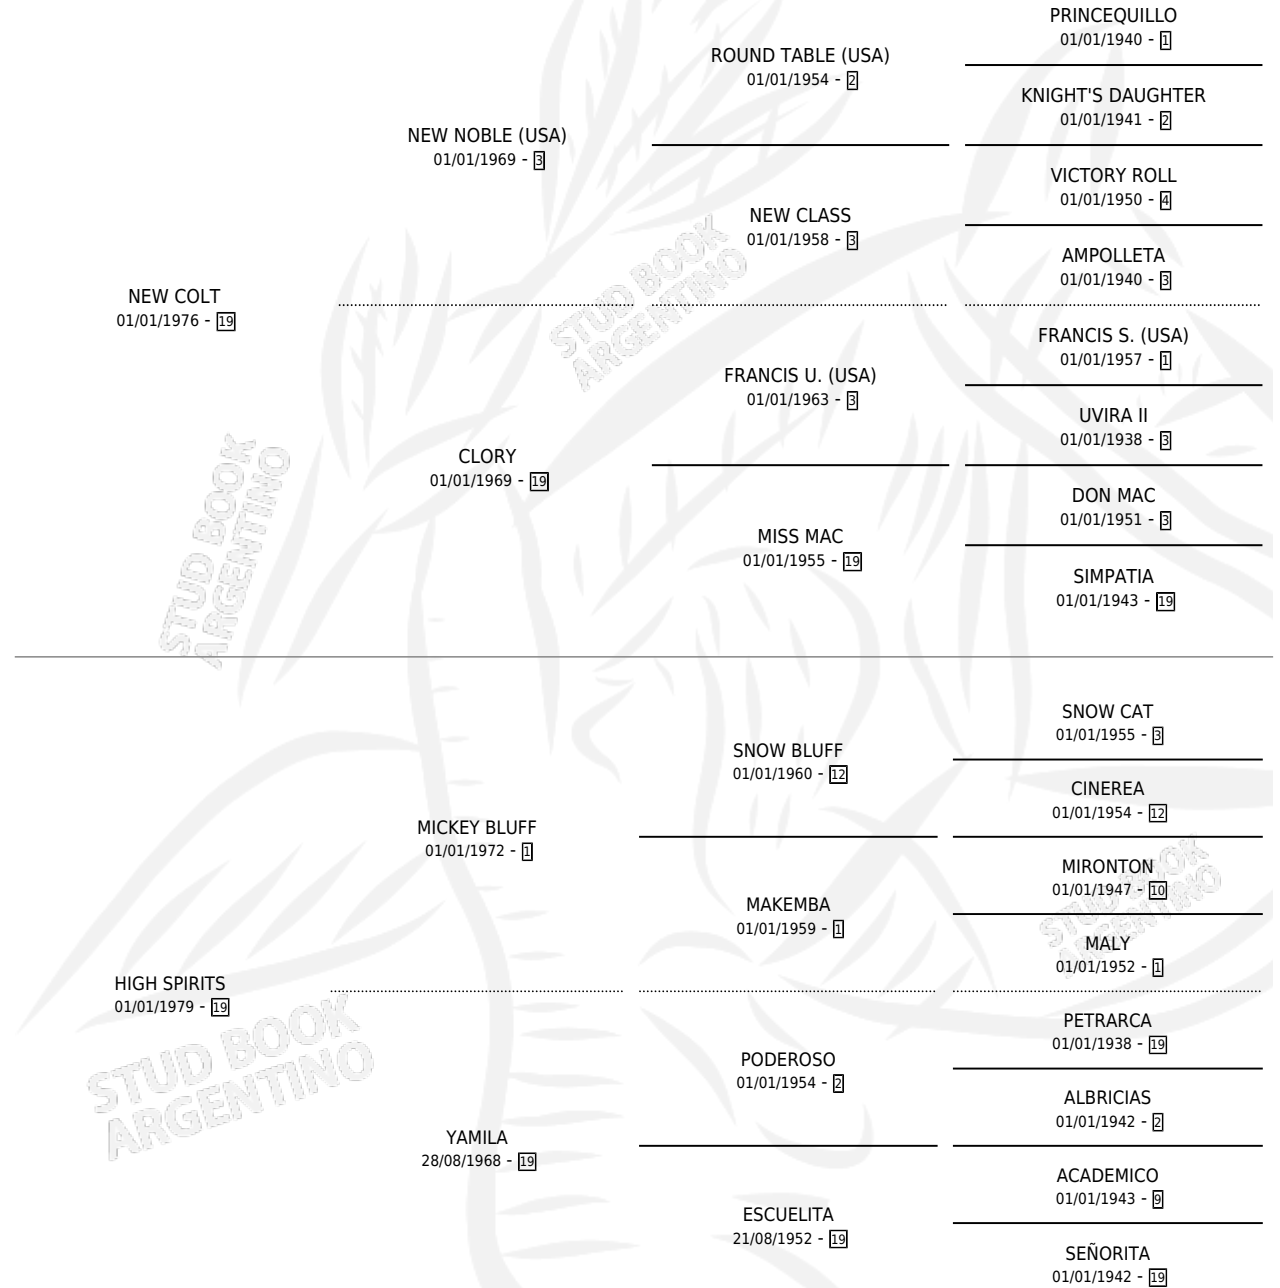 PRINCEQUILLO
01/01/1940 - 1
ROUND TABLE (USA)
01/01/1954 - 2
KNIGHT'S DAUGHTER
01/01/1941 - 2
NEW NOBLE (USA)
01/01/1969 - 3
VICTORY ROLL
01/01/1950 - 4
NEW CLASS
01/01/1958 - 3
AMPOLLETA
01/01/1940 - 3
NEW COLT
01/01/1976 - 19
FRANCIS S. (USA)
01/01/1957 - 1
FRANCIS U. (USA)
01/01/1963 - 3
UVIRA II
01/01/1938 - 3
CLORY
01/01/1969 - 19
DON MAC
01/01/1951 - 3
MISS MAC
01/01/1955 - 19
SIMPATIA
01/01/1943 - 19
SNOW CAT
01/01/1955 - 3
SNOW BLUFF
01/01/1960 - 12
CINEREA
01/01/1954 - 12
MICKEY BLUFF
01/01/1972 - 1
MIRONTON
01/01/1947 - 10
MAKEMBA
01/01/1959 - 1
MALY
01/01/1952 - 1
HIGH SPIRITS
01/01/1979 - 19
PETRARCA
01/01/1938 - 19
PODEROSO
01/01/1954 - 2
ALBRICIAS
01/01/1942 - 2
YAMILA
28/08/1968 - 19
ACADEMICO
01/01/1943 - 9
ESCUELITA
21/08/1952 - 19
SEÑORITA
01/01/1942 - 19
STUD BOOK
ARGENTINO
STUD BOOK
ARGENTINO
STUD BOOK
ARGENTINO
STUD BOOK
ARGENTINO